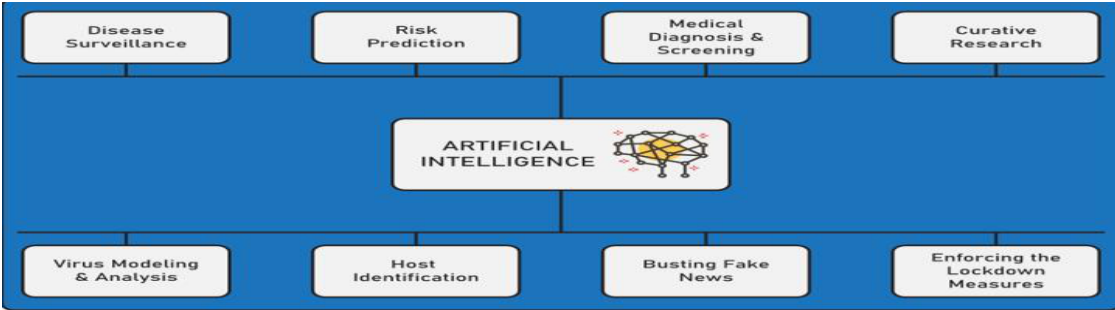 Disease
Surveillance
Risk
Prediction
Medical
Diagnosis &
Screening
Curative
Research
ARTIFICIAL
INTELLIGENCE
Virus Modeling
& Analysis
Host
Identification
Busting Fake
News
Enforcing the
Lockdown
Measures